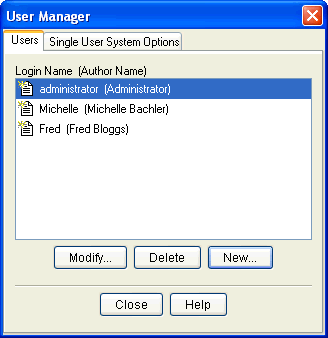 User Manager
Users
Single User System Options
Login Name (Author Name)
administrator (Administrator)
Michelle (Michelle Bachler)
Fred (Fred Bloggs)
Modify... Delete New...
Close Help